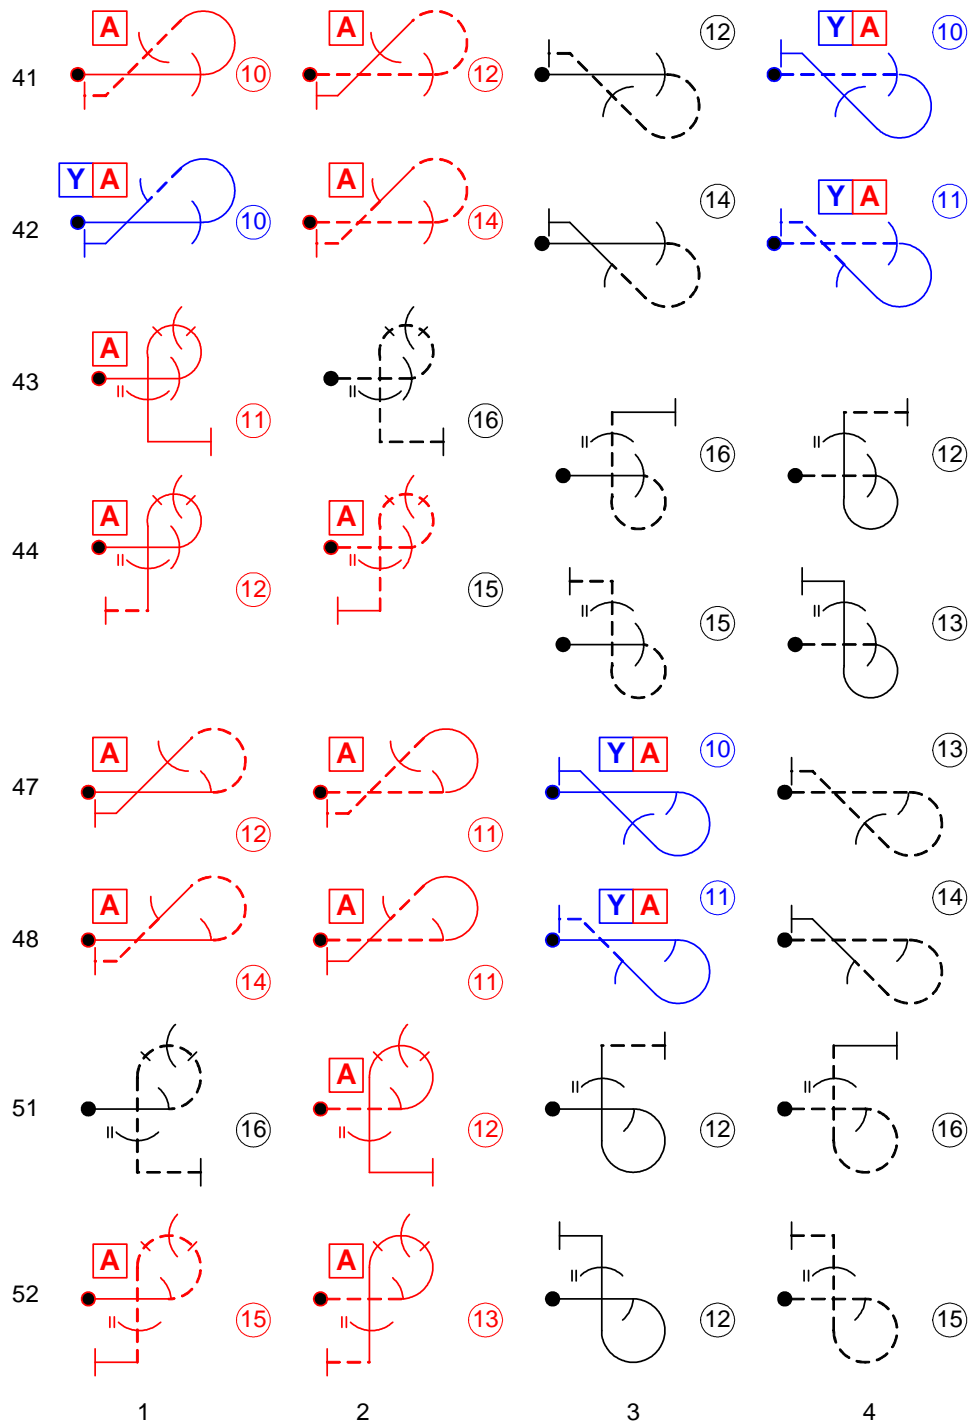 A A 12 Y A 10
41 10 12
Y A A 14 Y A 11
42 10 14
A
43 11 16 16 12
A A
44 12 15 15 13
A A Y A 10 13
47 12 11
A A Y A 11 14
48 14 11
A
51 16 12 12 16
A A
52 15 13 12 15
1 2 3 4